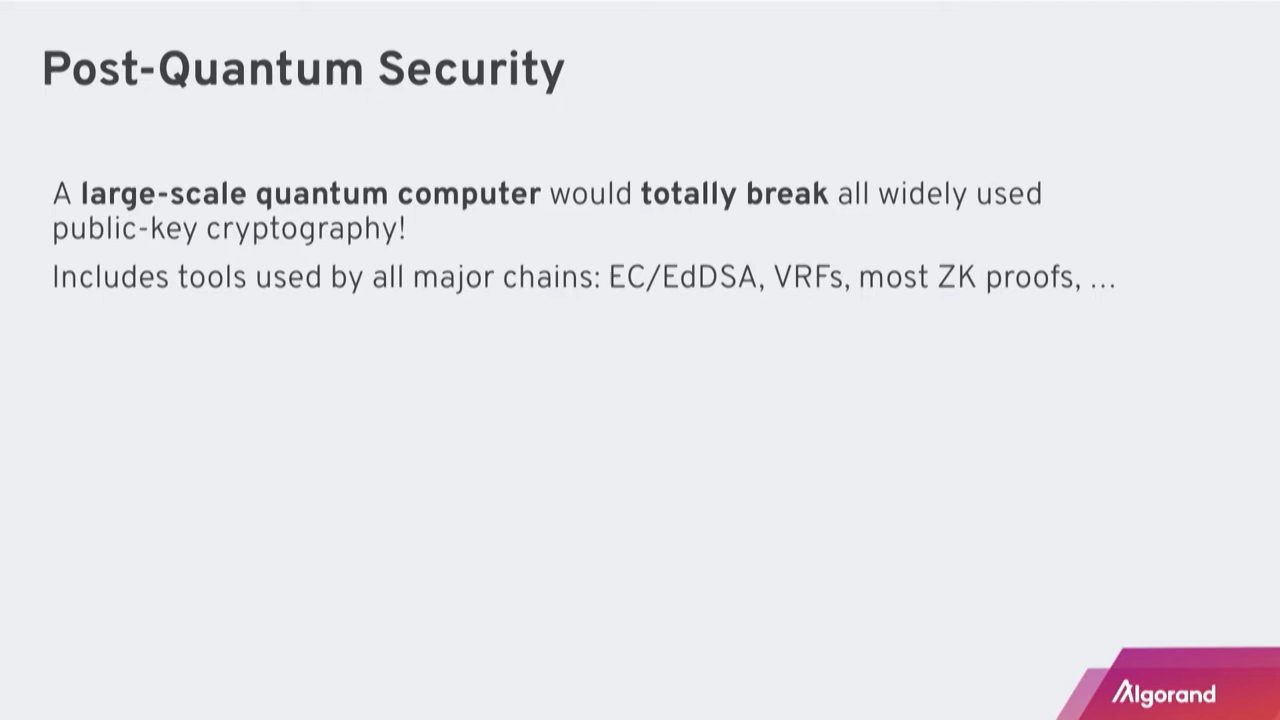 Post-Quantum Security
A large-scale quantum computer would totally break all widely used
public-key cryptography!
Includes tools used by all major chains: EC/EdDSA, VRFs, most ZK proofs, ...
Algorand